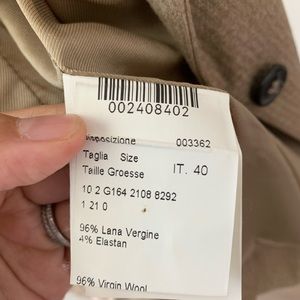 002408402
Disposizione 003362
Taglia Size
IT. 40
Taille Groesse
10 2 G164 2108 8292
1 21 0
96% Lana Vergine
4% Elastan
96% Virgin Wool